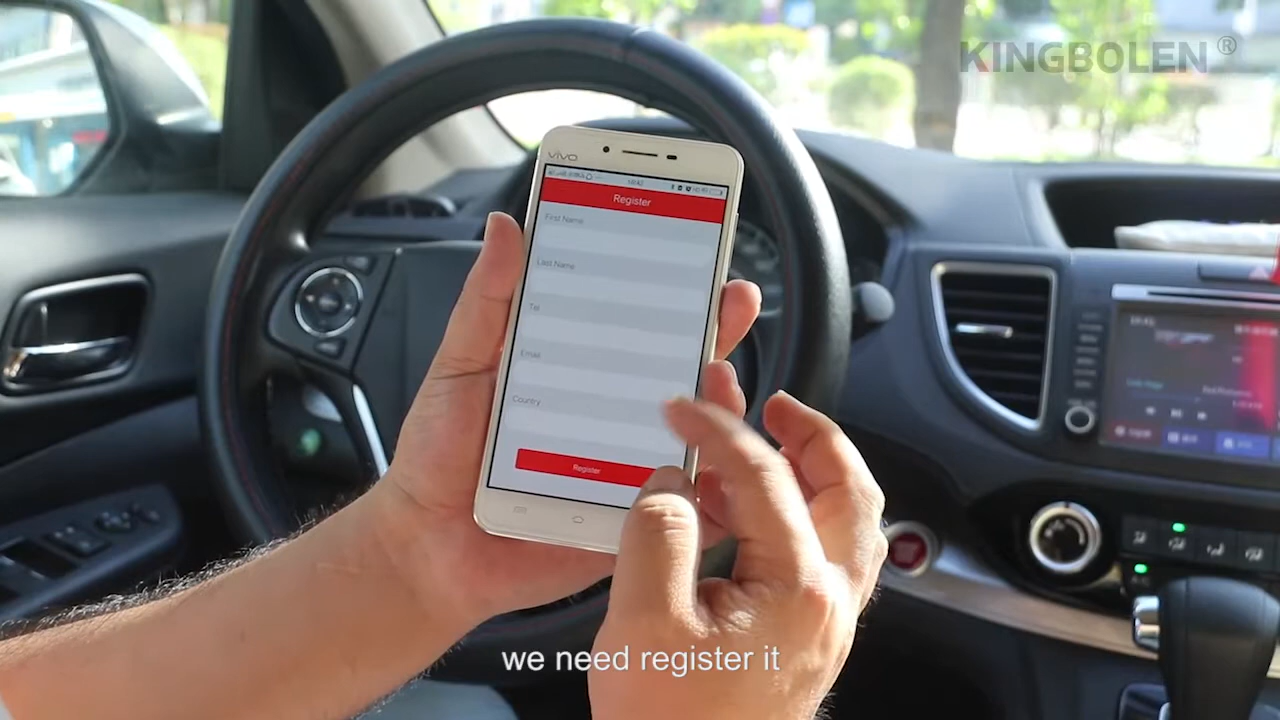 KINGBOLEN®
vivo
Register
First Name
Last Name
Tel
Email
Country
Register
we need register it